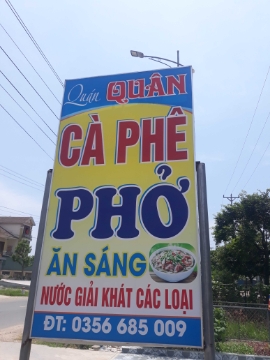 Quán QUÂN
CÀ PHÊ
PHỞ
ĂN SÁNG
NƯỚC GIẢI KHÁT CÁC LOẠI
ĐT: 0356 685 009